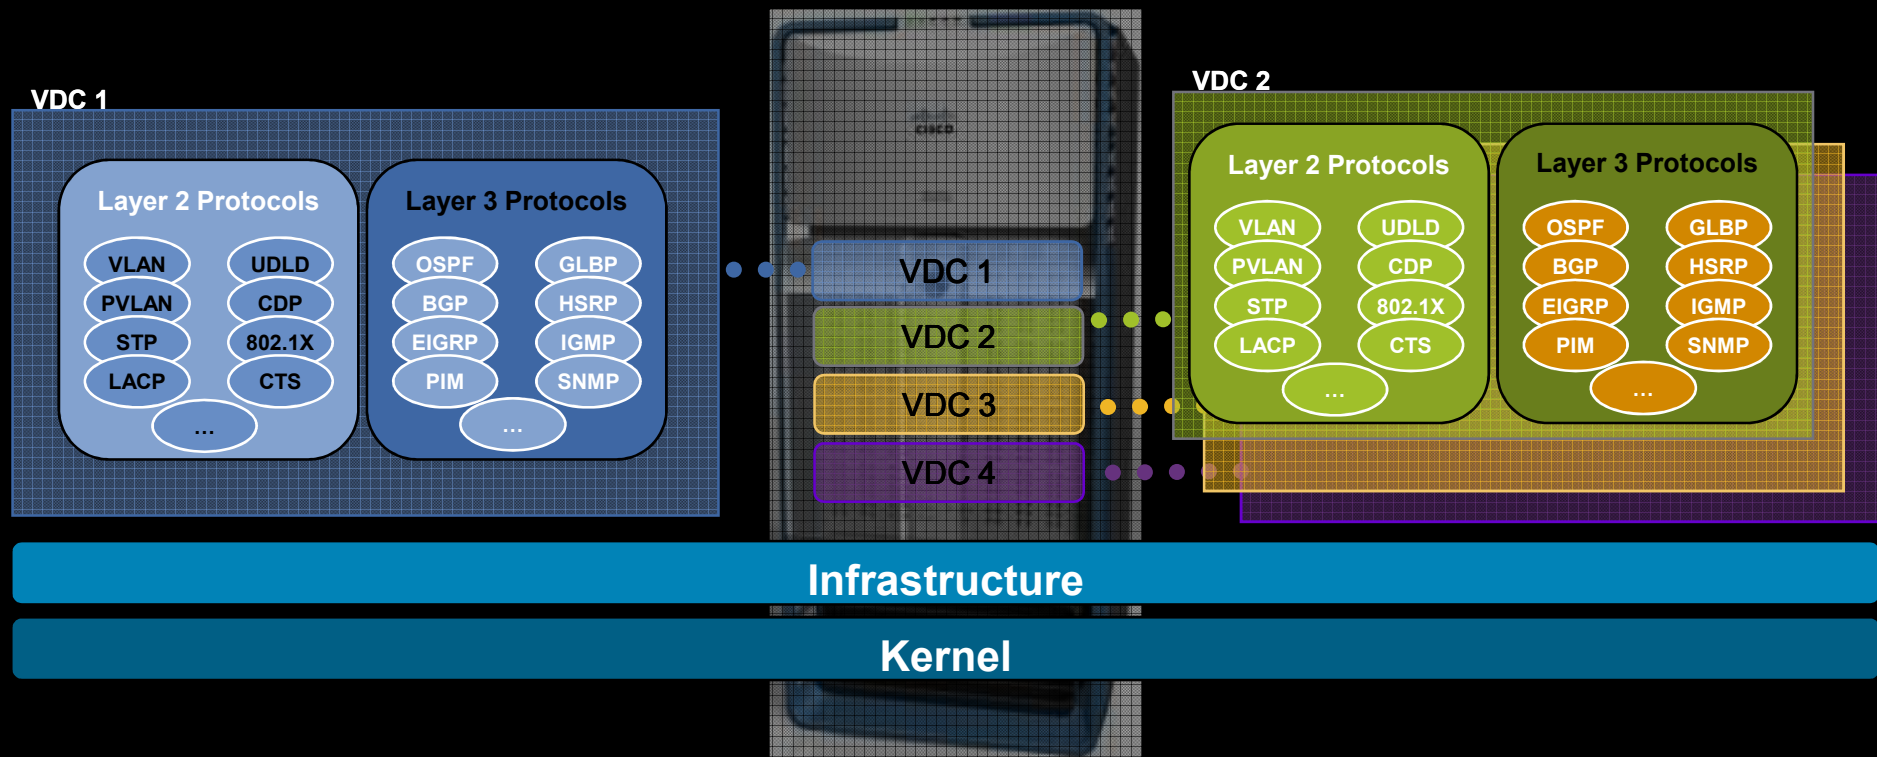 VDC 1
Layer 2 Protocols
VLAN
PVLAN
STP
LACP
UDLD
CDP
802.1X
CTS
...
Layer 3 Protocols
OSPF
BGP
EIGRP
PIM
GLBP
HSRP
IGMP
SNMP
...
CISCO
VDC 1
VDC 2
VDC 3
VDC 4
VDC 2
Layer 2 Protocols
VLAN
PVLAN
STP
LACP
UDLD
CDP
802.1X
CTS
...
Layer 3 Protocols
OSPF
BGP
EIGRP
PIM
GLBP
HSRP
IGMP
SNMP
...
Infrastructure
Kernel